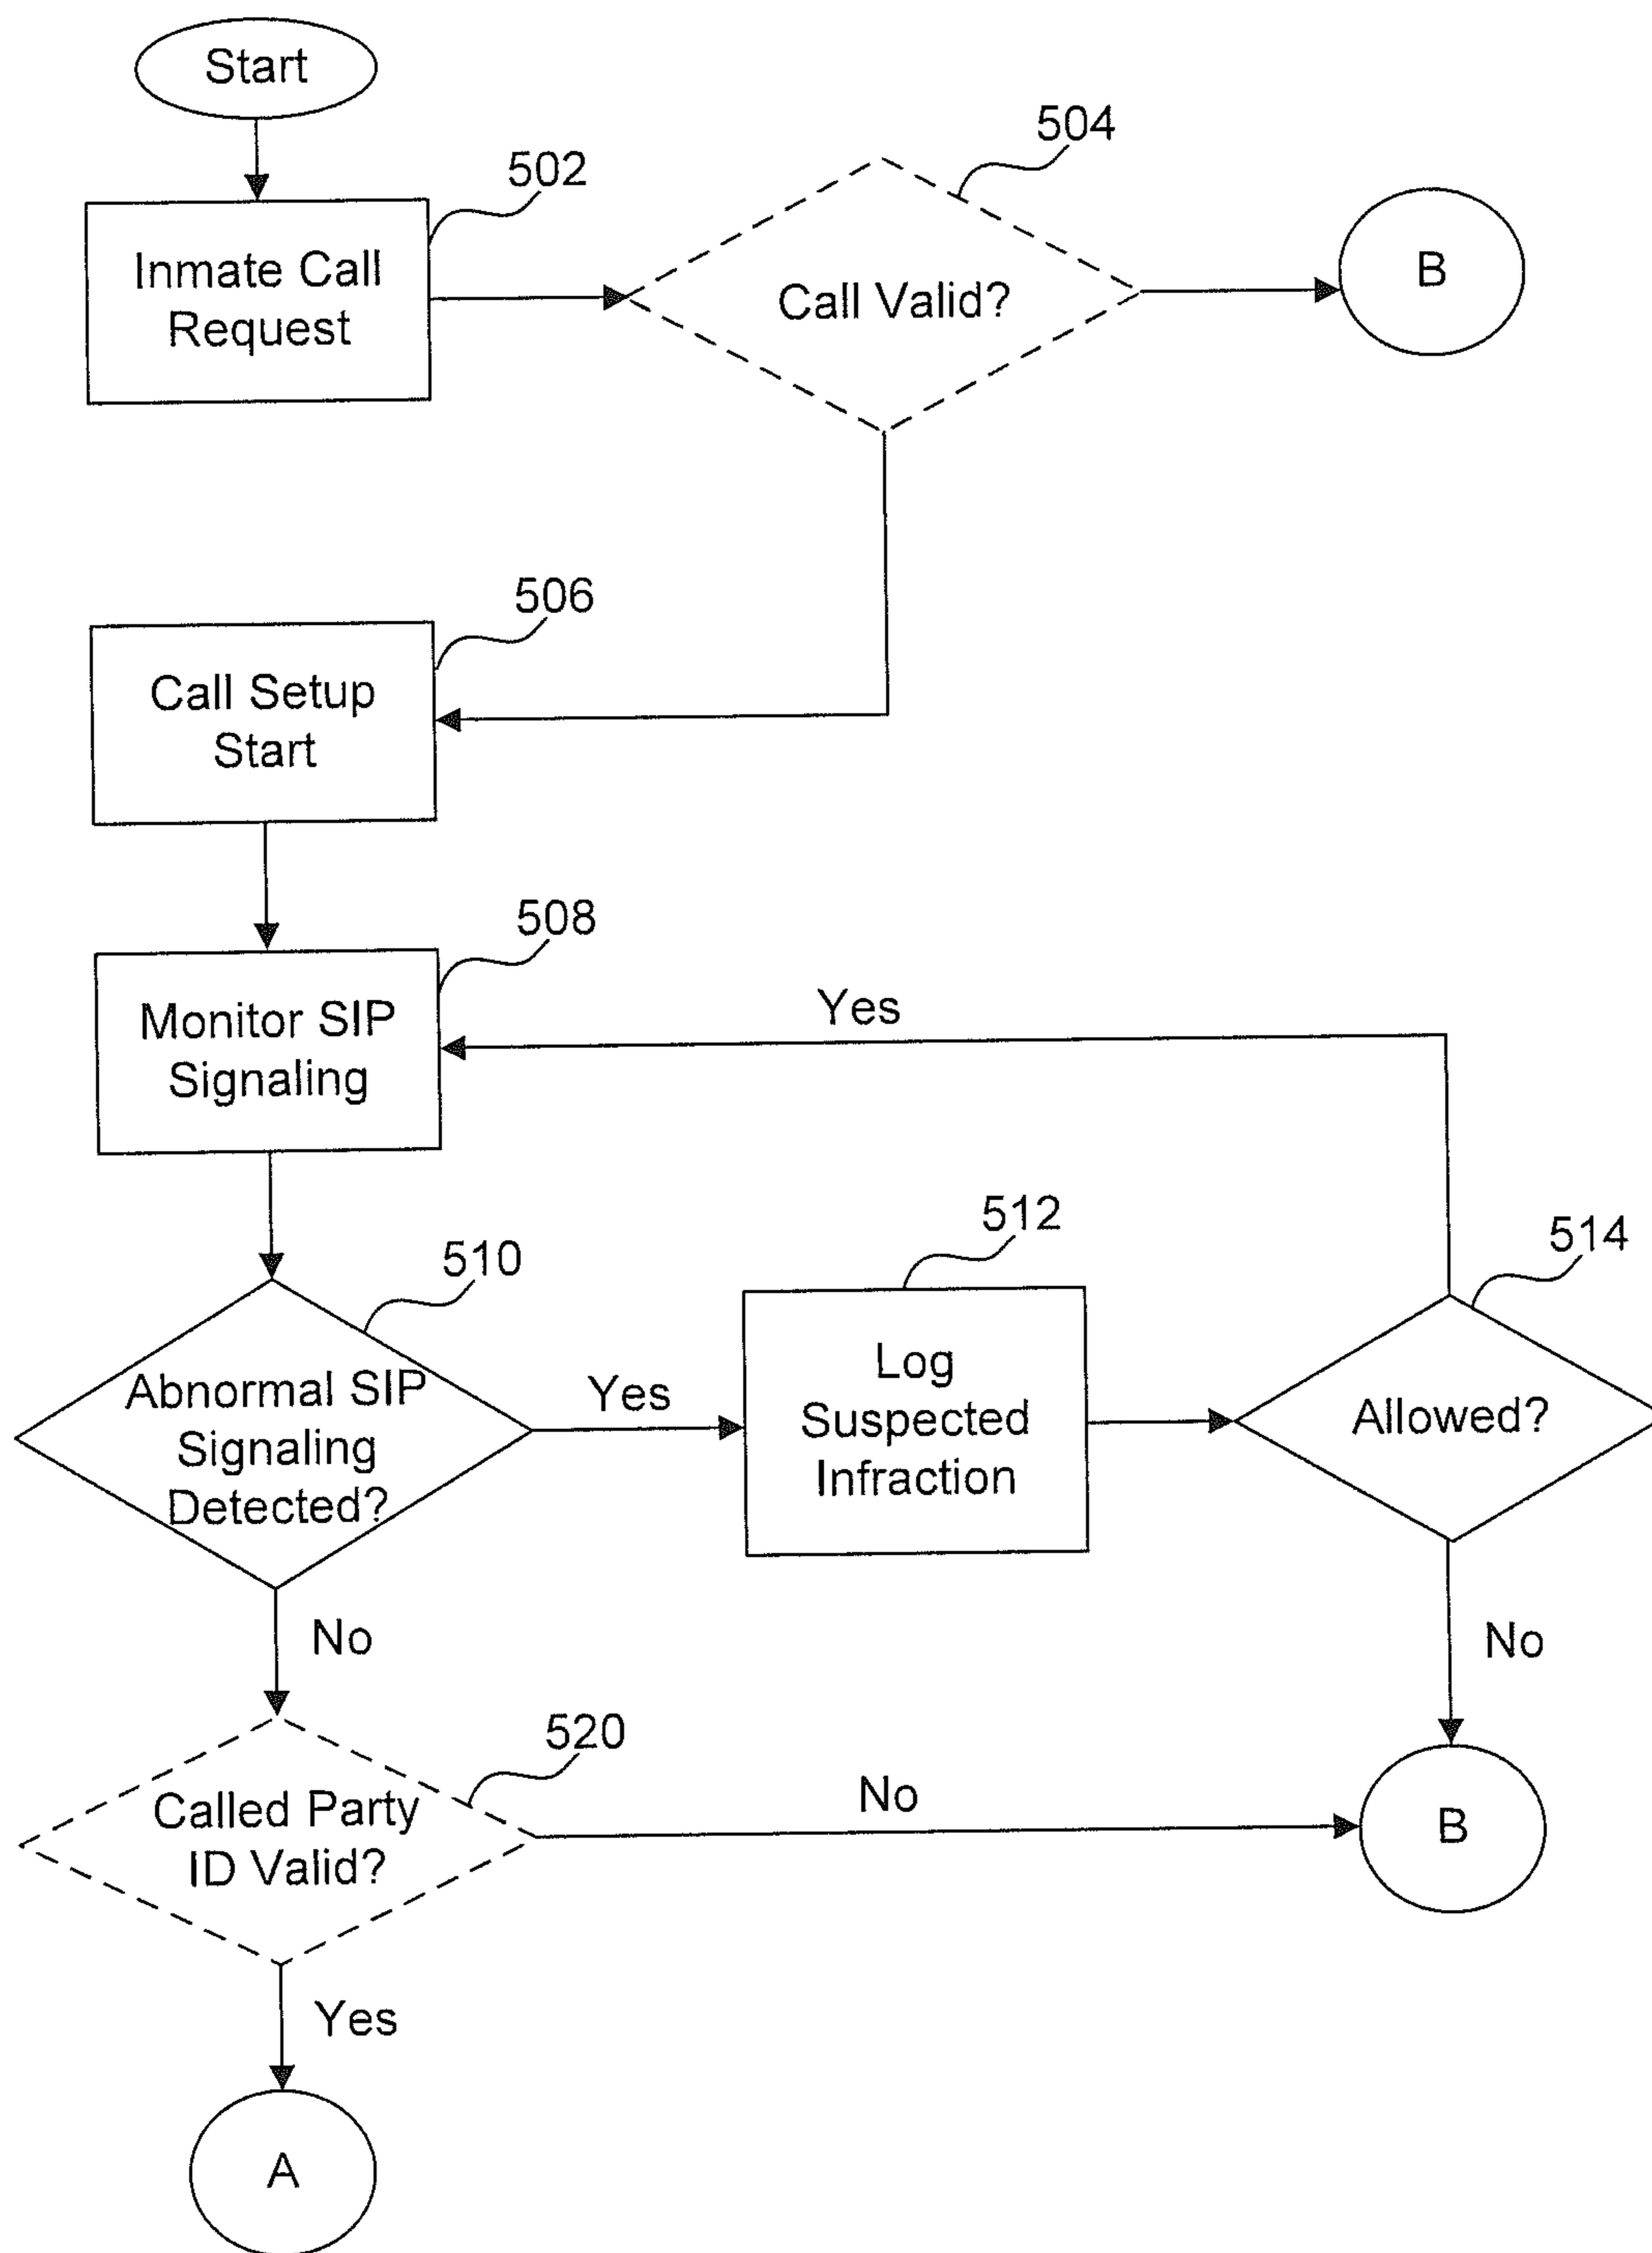 Start
502
Inmate Call
Request
504
Call Valid?
B
506
Call Setup
Start
508
Monitor SIP
Signaling
Yes
510
Abnormal SIP
Signaling
Detected?
Yes
512
Log
Suspected
Infraction
514
Allowed?
No
No
520
Called Party
ID Valid?
No
B
Yes
A